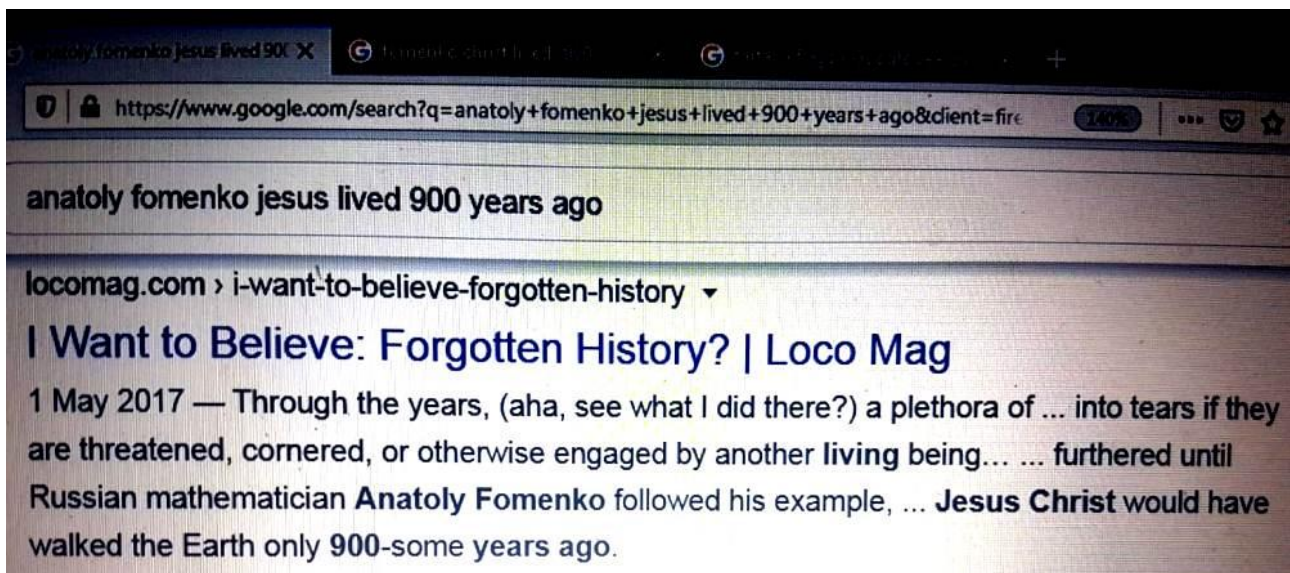 anatoly fomenko jesus lived 900
https://www.google.com/search?q=anatoly+fomenko+jesus+lived+900+years+ago&client=fire
140%
anatoly fomenko jesus lived 900 years ago
locomag.com › i-want-to-believe-forgotten-history
I Want to Believe: Forgotten History? | Loco Mag
1 May 2017 — Through the years, (aha, see what I did there?) a plethora of ... into tears if they
are threatened, cornered, or otherwise engaged by another living being... ... furthered until
Russian mathematician Anatoly Fomenko followed his example, ... Jesus Christ would have
walked the Earth only 900-some years ago.